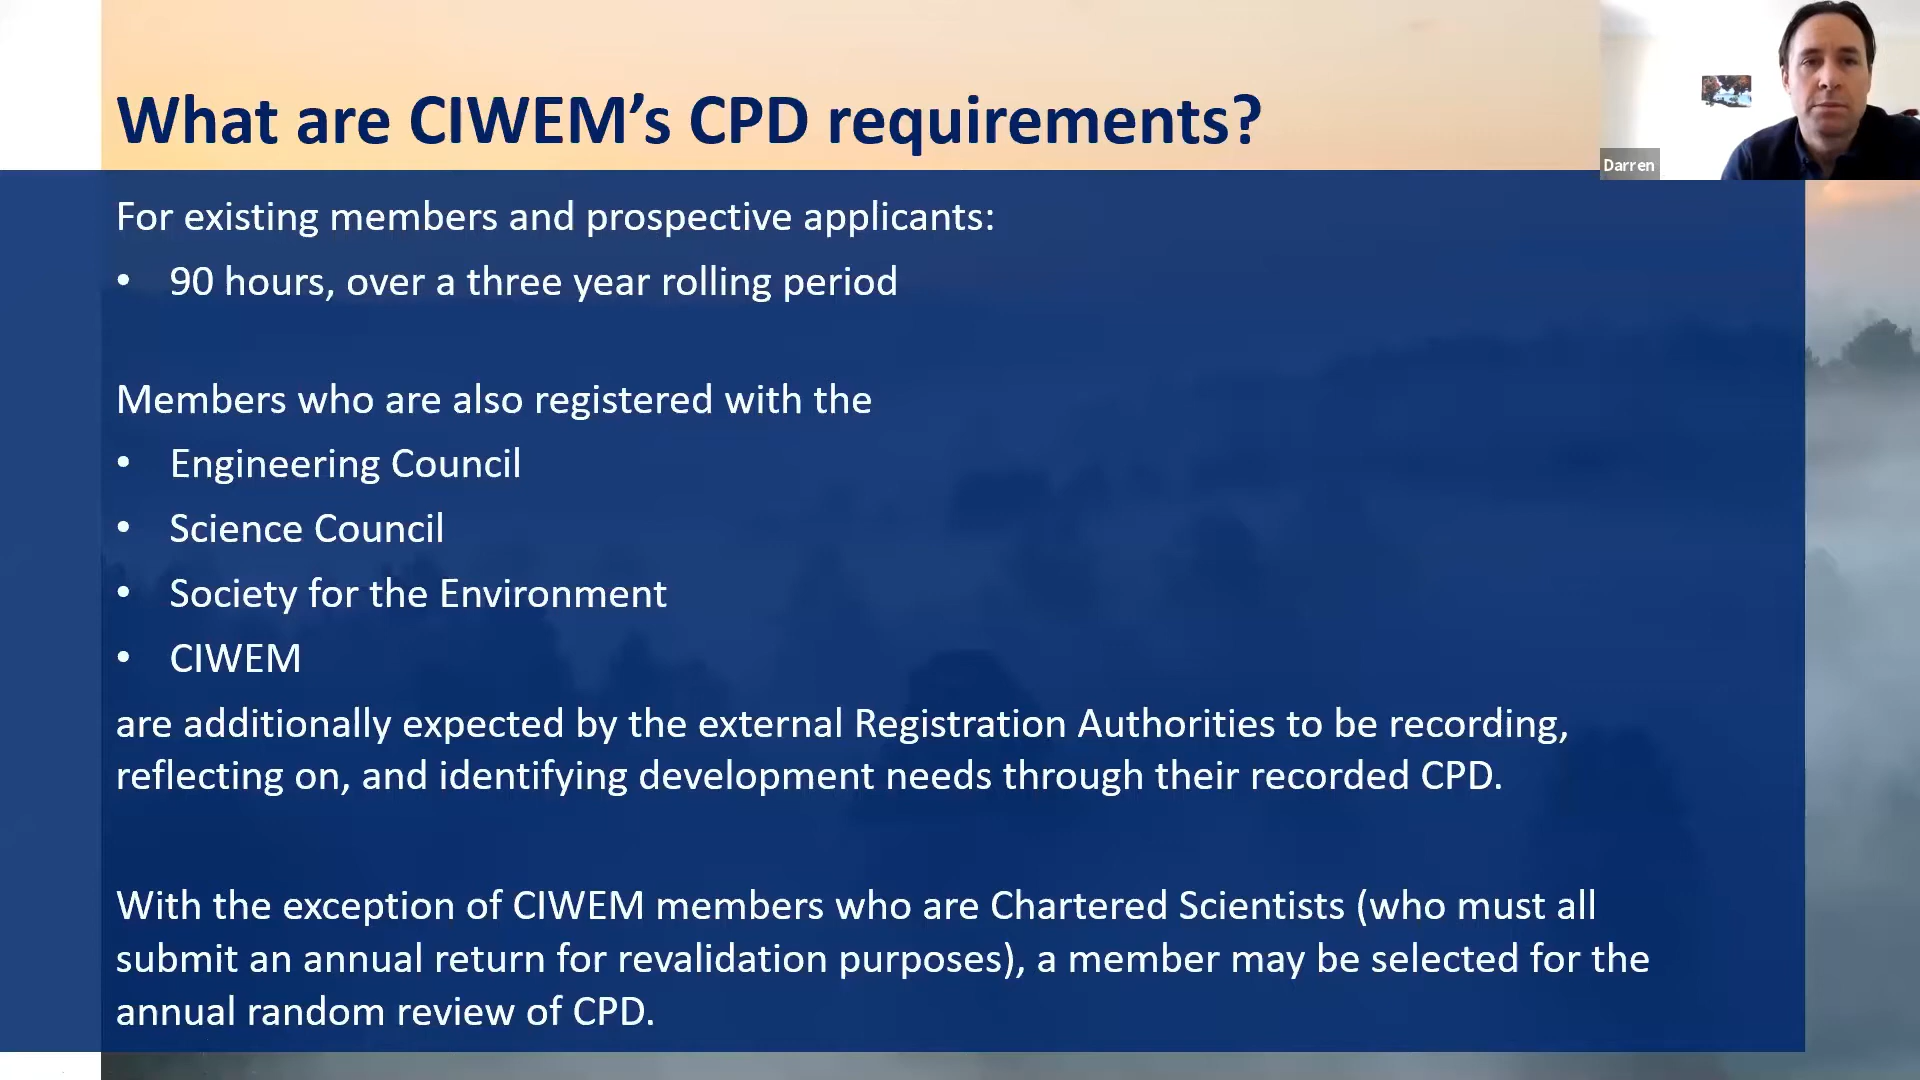 What are CIWEM’s CPD requirements?
Darren
For existing members and prospective applicants:
• 90 hours, over a three year rolling period
Members who are also registered with the
• Engineering Council
• Science Council
• Society for the Environment
• CIWEM
are additionally expected by the external Registration Authorities to be recording,
reflecting on, and identifying development needs through their recorded CPD.
With the exception of CIWEM members who are Chartered Scientists (who must all
submit an annual return for revalidation purposes), a member may be selected for the
annual random review of CPD.